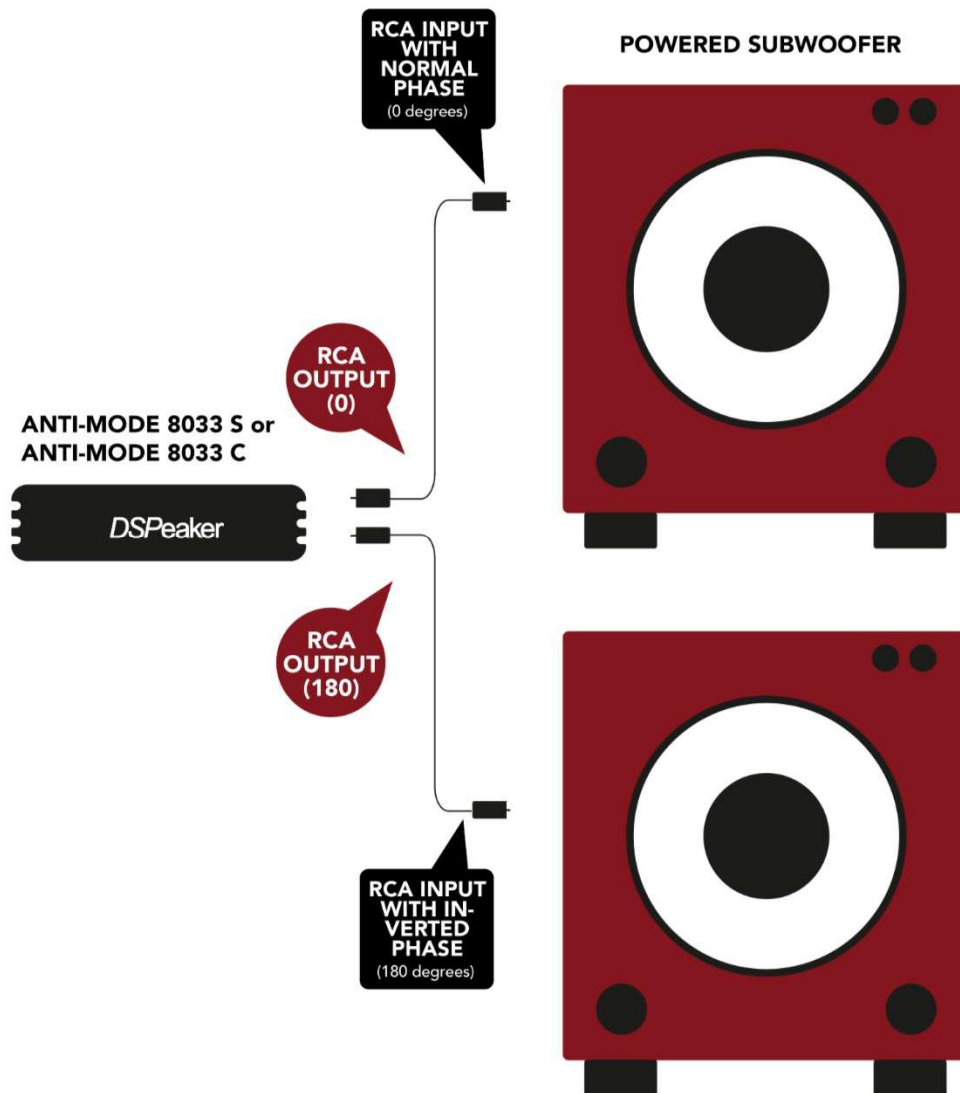 RCA INPUT
WITH
NORMAL
PHASE
(0 degrees)
POWERED SUBWOOFER
RCA
OUTPUT
(0)
ANTI-MODE 8033 S or
ANTI-MODE 8033 C
DSPeaker
RCA
OUTPUT
(180)
RCA INPUT
WITH IN-
VERTED
PHASE
(180 degrees)